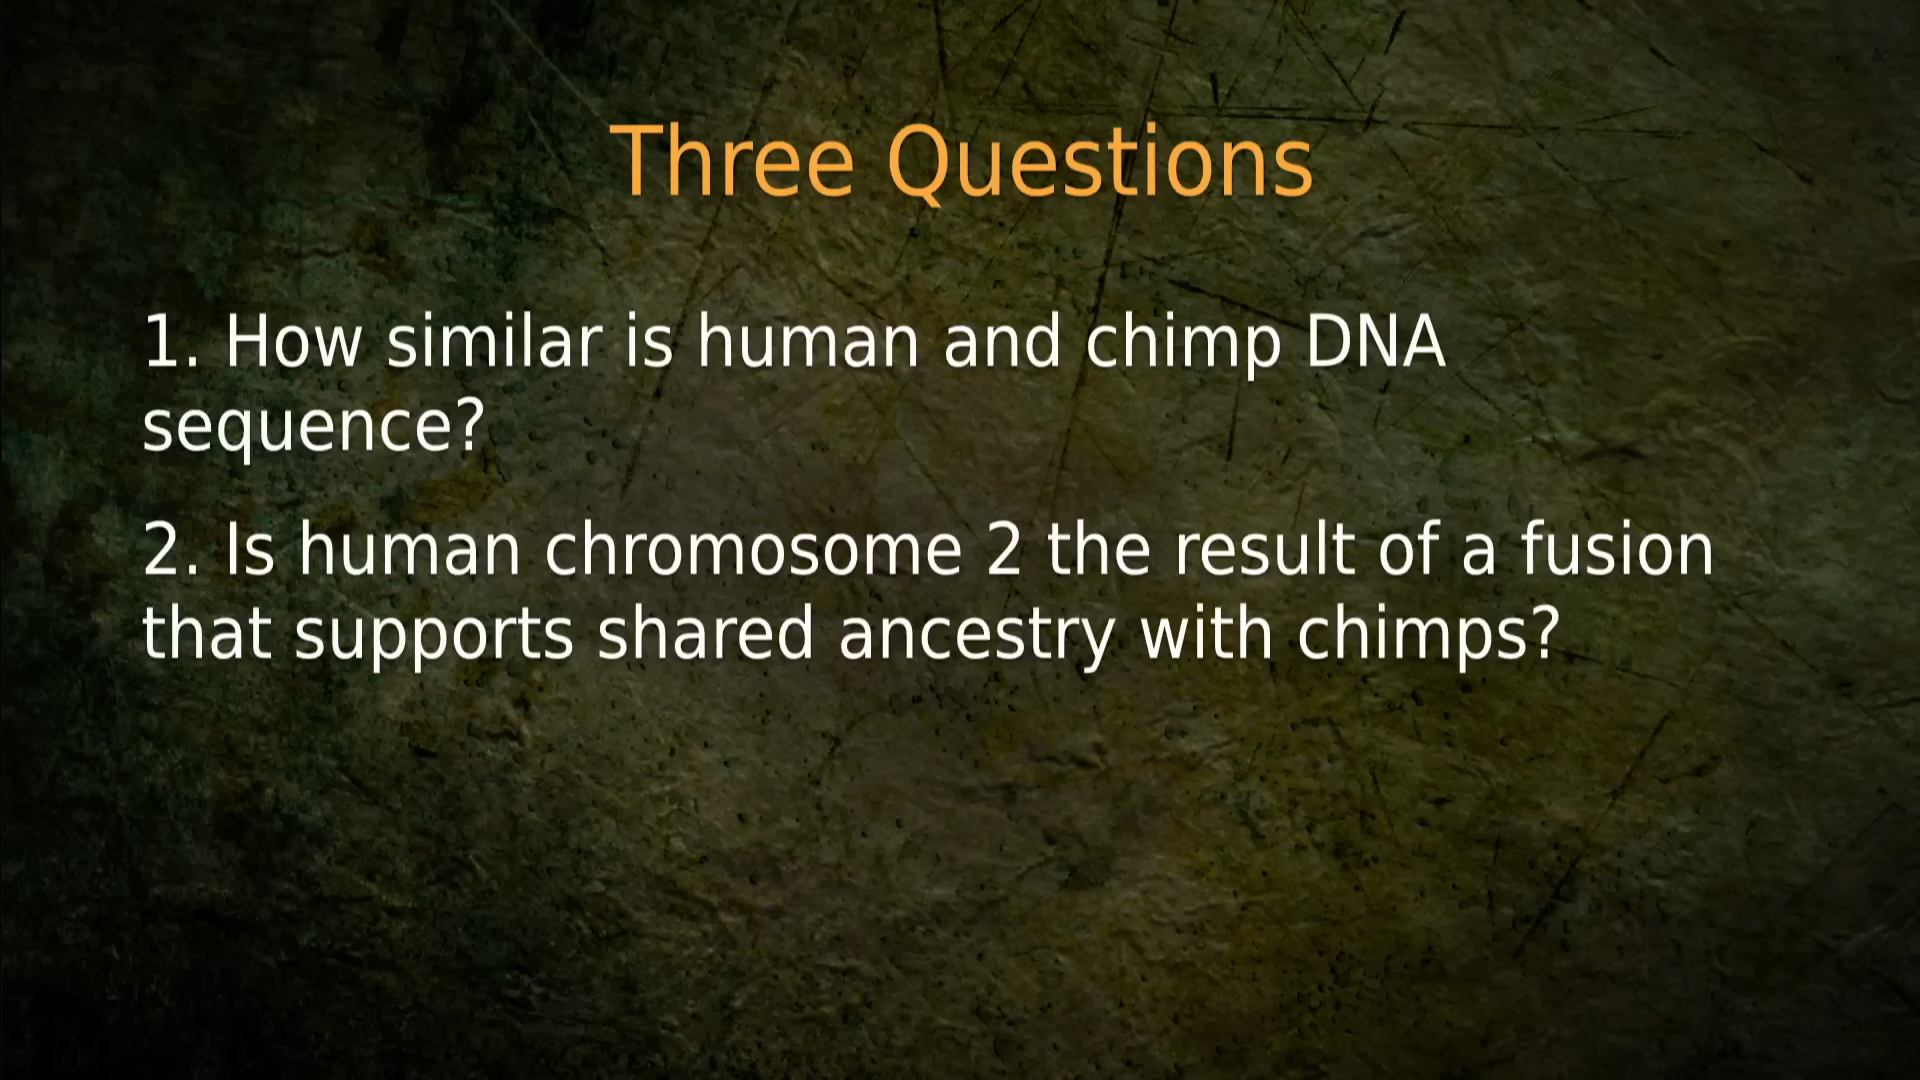 Three Questions
1. How similar is human and chimp DNA
sequence?
2. Is human chromosome 2 the result of a fusion
that supports shared ancestry with chimps?